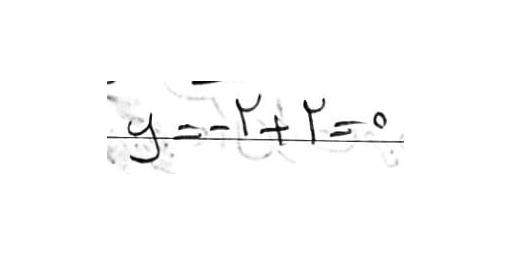 y = -۲ + ۲ = ۰